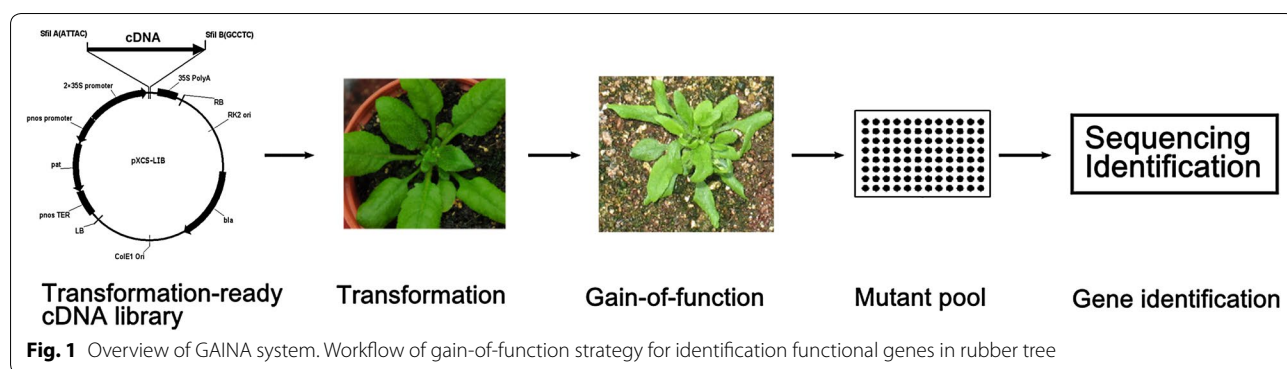 SfiI A(ATTAC)
cDNA
SfiI B(GCCTC)
2×35S promoter
35S PolyA
RB
RK2 ori
pnos promoter
pXCS-LIB
pat
pnos TER
LB
bla
ColE1 Ori
Sequencing
Identification
Transformation-ready
cDNA library
Transformation
Gain-of-function
Mutant pool
Gene identification
Fig. 1 Overview of GAINA system. Workflow of gain-of-function strategy for identification functional genes in rubber tree